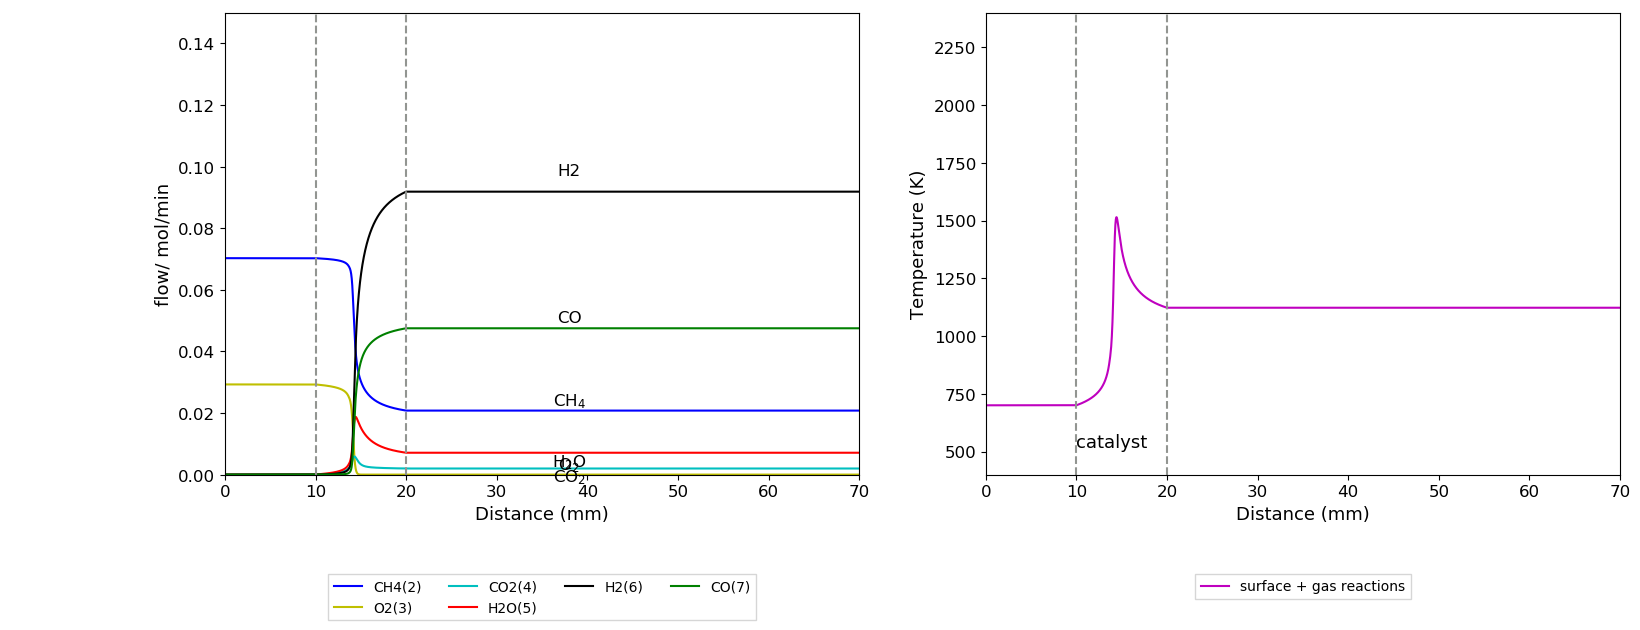 0.14
0.12
0.10
0.08
0.06
0.04
0.02
0.00
flow/ mol/min
H2
CO
CH4
H2O
O2
CO2
0 10 20 30 40 50 60 70
Distance (mm)
CH4(2) CO2(4) H2(6) CO(7)
O2(3) H2O(5)
2250
2000
1750
1500
1250
1000
750
500
Temperature (K)
catalyst
0 10 20 30 40 50 60 70
Distance (mm)
surface + gas reactions